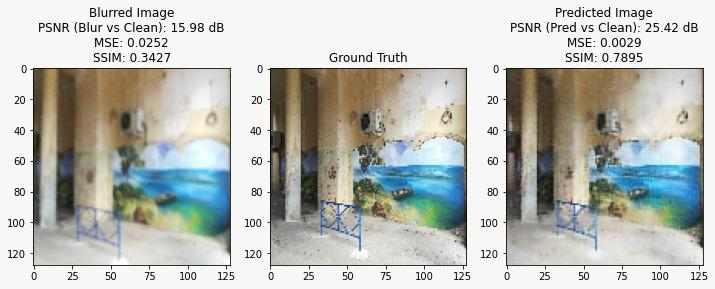 Blurred Image
PSNR (Blur vs Clean): 15.98 dB
MSE: 0.0252
SSIM: 0.3427
0
20
40
60
80
100
120
0 25 50 75 100 125
Ground Truth
0
20
40
60
80
100
120
0 25 50 75 100 125
Predicted Image
PSNR (Pred vs Clean): 25.42 dB
MSE: 0.0029
SSIM: 0.7895
0
20
40
60
80
100
120
0 25 50 75 100 125